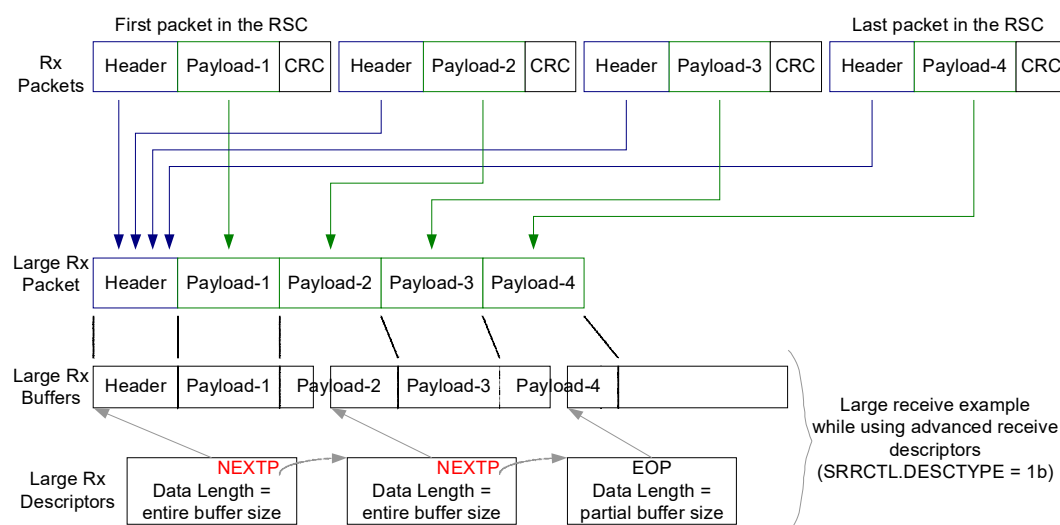 First packet in the RSC
Last packet in the RSC
Rx
Packets
Header
Payload-1
CRC
Header
Payload-2
CRC
Header
Payload-3
CRC
Header
Payload-4
CRC
Large Rx
Packet
Header
Payload-1
Payload-2
Payload-3
Payload-4
Large Rx
Buffers
Header
Payload-1
Payload-2
Payload-3
Payload-4
Large receive example
while using advanced receive
descriptors
(SRRCTL.DESCTYPE = 1b)
Large Rx
Descriptors
NEXTP
Data Length =
entire buffer size
NEXTP
Data Length =
entire buffer size
EOP
Data Length =
partial buffer size